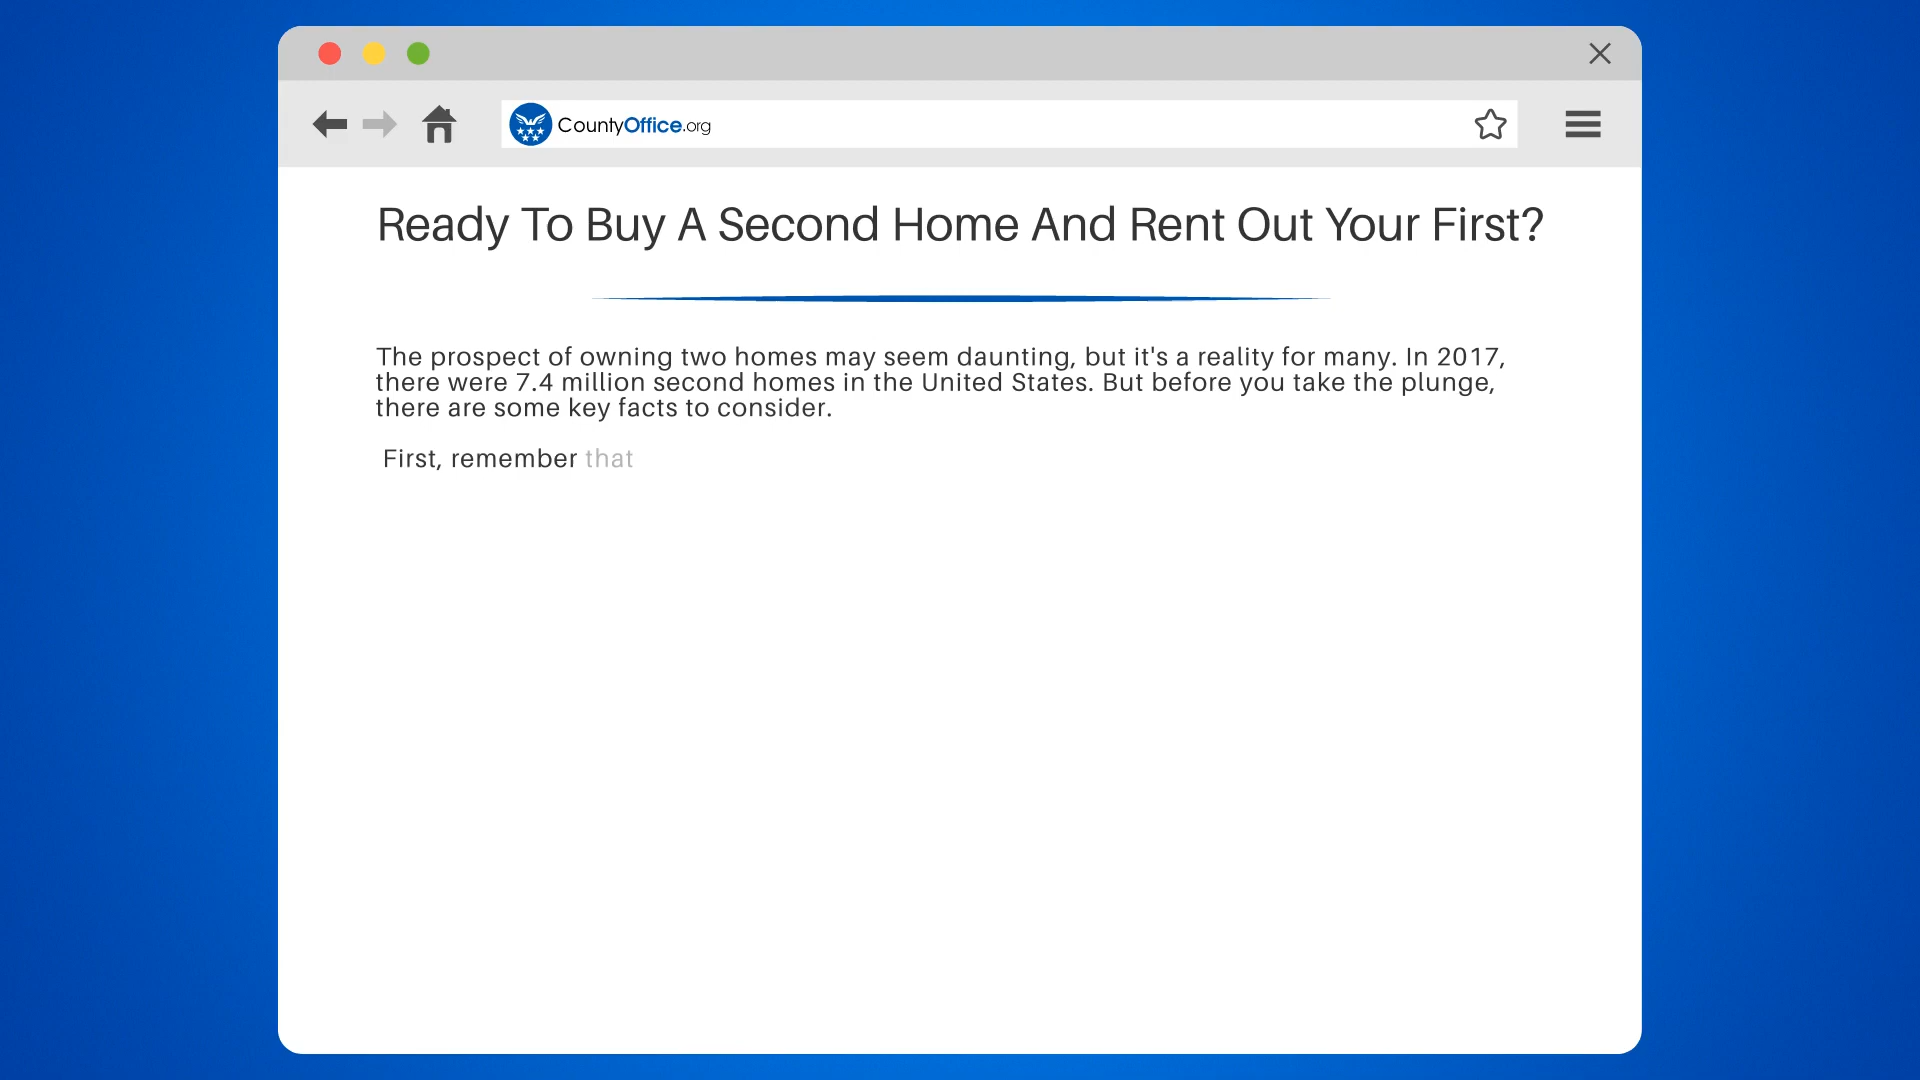 CountyOffice.org
Ready To Buy A Second Home And Rent Out Your First?
The prospect of owning two homes may seem daunting, but it's a reality for many. In 2017,
there were 7.4 million second homes in the United States. But before you take the plunge,
there are some key facts to consider.
First, remember that